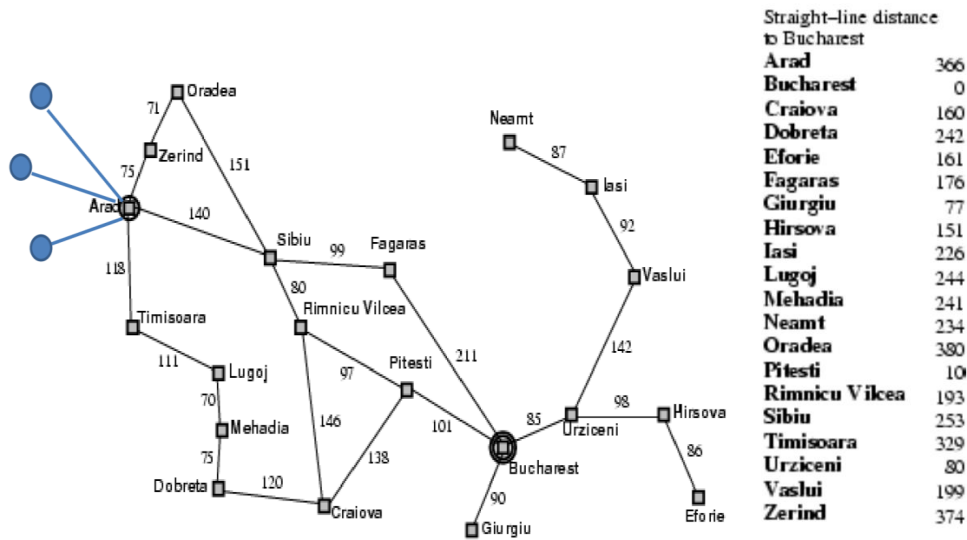 Straight–line distance
to Bucharest
Arad 366
Bucharest 0
Craiova 160
Dobreta 242
Eforie 161
Fagaras 176
Giurgiu 77
Hirsova 151
Iasi 226
Lugoj 244
Mehadia 241
Neamt 234
Oradea 380
Pitesti 10
Rimnicu Vilcea 193
Sibiu 253
Timisoara 329
Urziceni 80
Vaslui 199
Zerind 374
Oradea
71
Neamt
Zerind
87
151
75
Iasi
Arad
140
92
Sibiu
99
Fagaras
118
Vaslui
80
Timisoara
Rimnicu Vilcea
142
111
211
Lugoj
97
Pitesti
70
98
Hirsova
146
85
Mehadia
101
Urziceni
138
86
75
Bucharest
120
Dobreta
90
Craiova
Eforie
Giurgiu